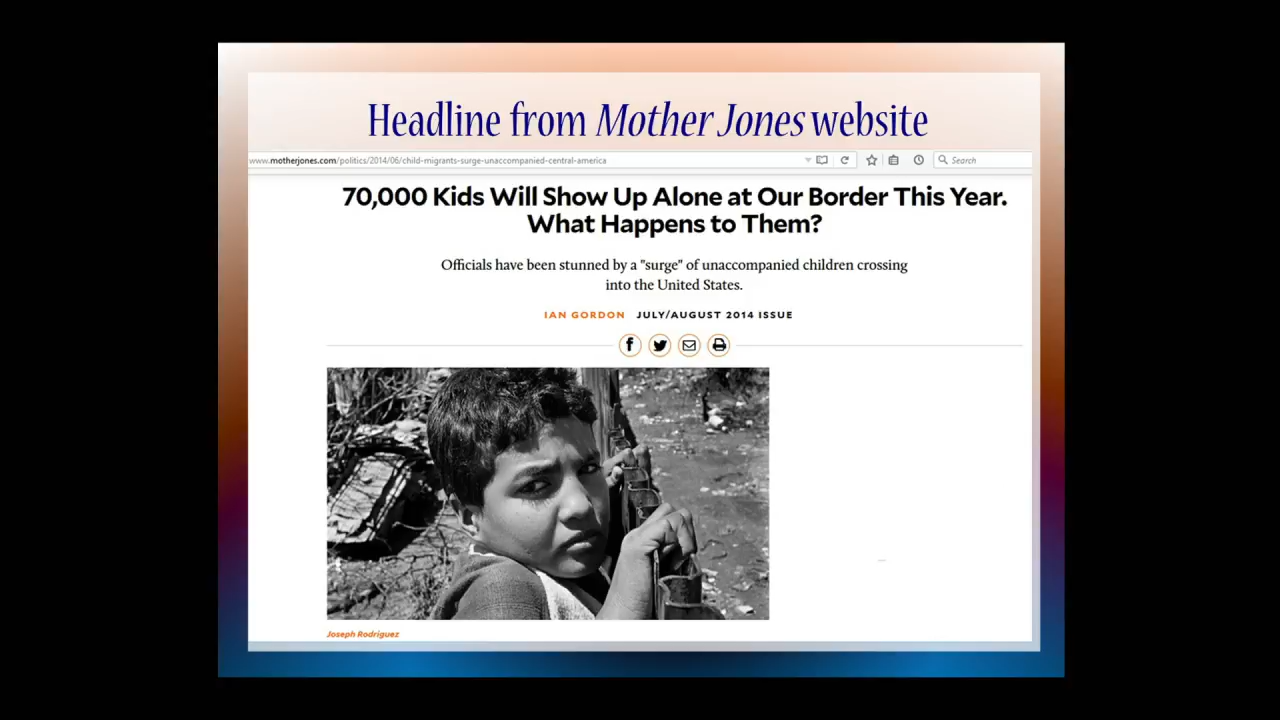 Headline from Mother Jones website
www.motherjones.com/politics/2014/06/child-migrants-surge-unaccompanied-central-america
Search
70,000 Kids Will Show Up Alone at Our Border This Year.
What Happens to Them?
Officials have been stunned by a "surge" of unaccompanied children crossing
into the United States.
IAN GORDON JULY/AUGUST 2014 ISSUE
Joseph Rodriguez